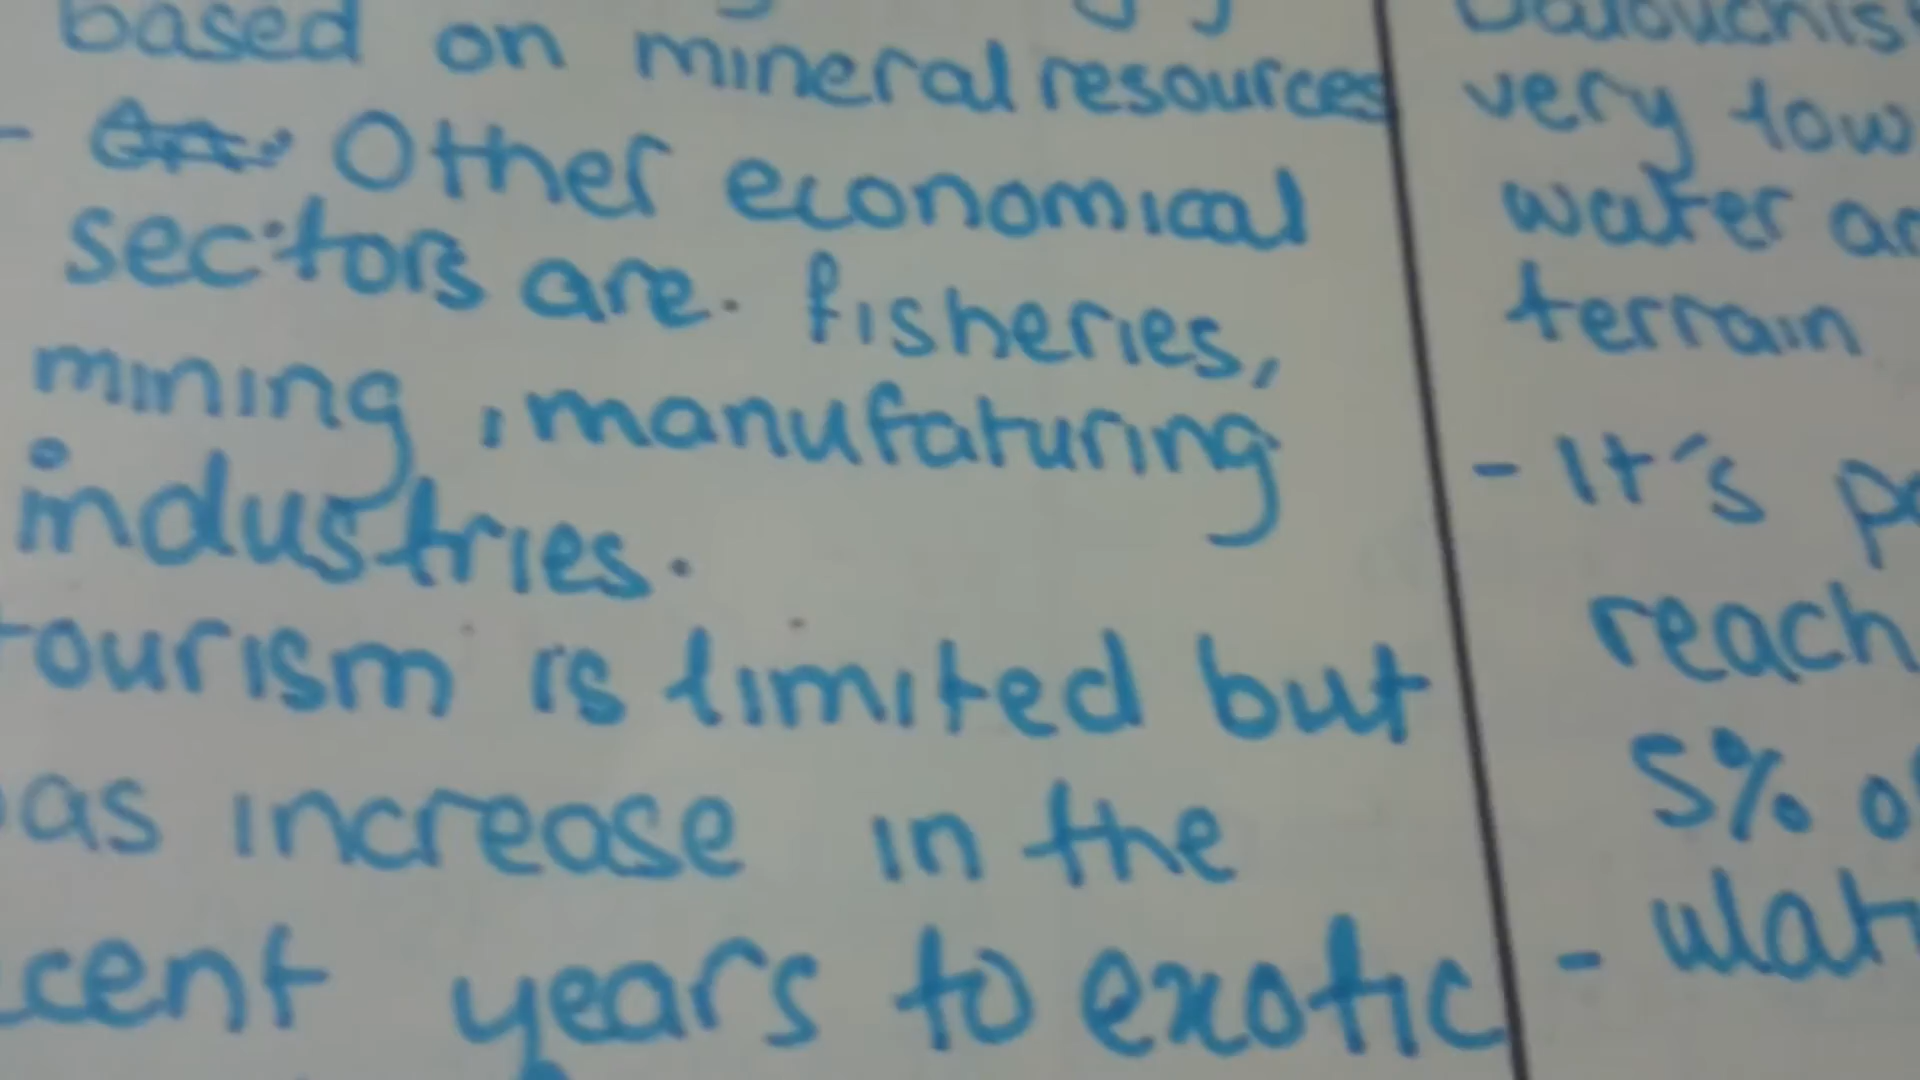 based on mineral resources
- Other economical
sectors are. fisheries,
mining, manufaturing
industries.
tourism is limited but
as increase in the
cent years to exotic
very low
water
terrain
- It's
reach
5%
-